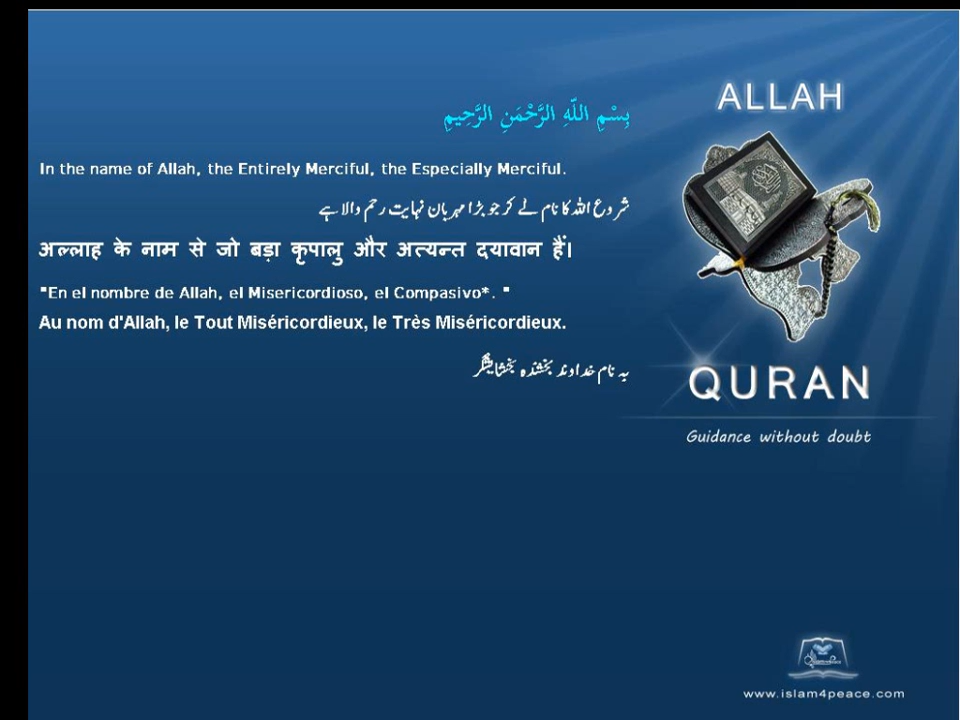 بِسْمِ اللَّهِ الرَّحْمَنِ الرَّحِيمِ
In the name of Allah, the Entirely Merciful, the Especially Merciful.
شروع الله کا نام لے کر جو بڑا مہربان نہایت رحم والا ہے
अल्लाह के नाम से जो बड़ा कृपालु और अत्यन्त दयावान हैं।
"En el nombre de Allah, el Misericordioso, el Compasivo*. "
Au nom d'Allah, le Tout Miséricordieux, le Très Miséricordieux.
به نام خداوند بخشنده بخشایشگر
ALLAH
QURAN
Guidance without doubt
www.islam4peace.com